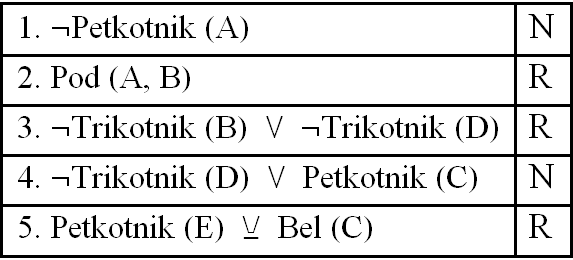 1. ¬Petkotnik (A) N
2. Pod (A, B) R
3. ¬Trikotnik (B) ∨ ¬Trikotnik (D) R
4. ¬Trikotnik (D) ∨ Petkotnik (C) N
5. Petkotnik (E) ⊻ Bel (C) R